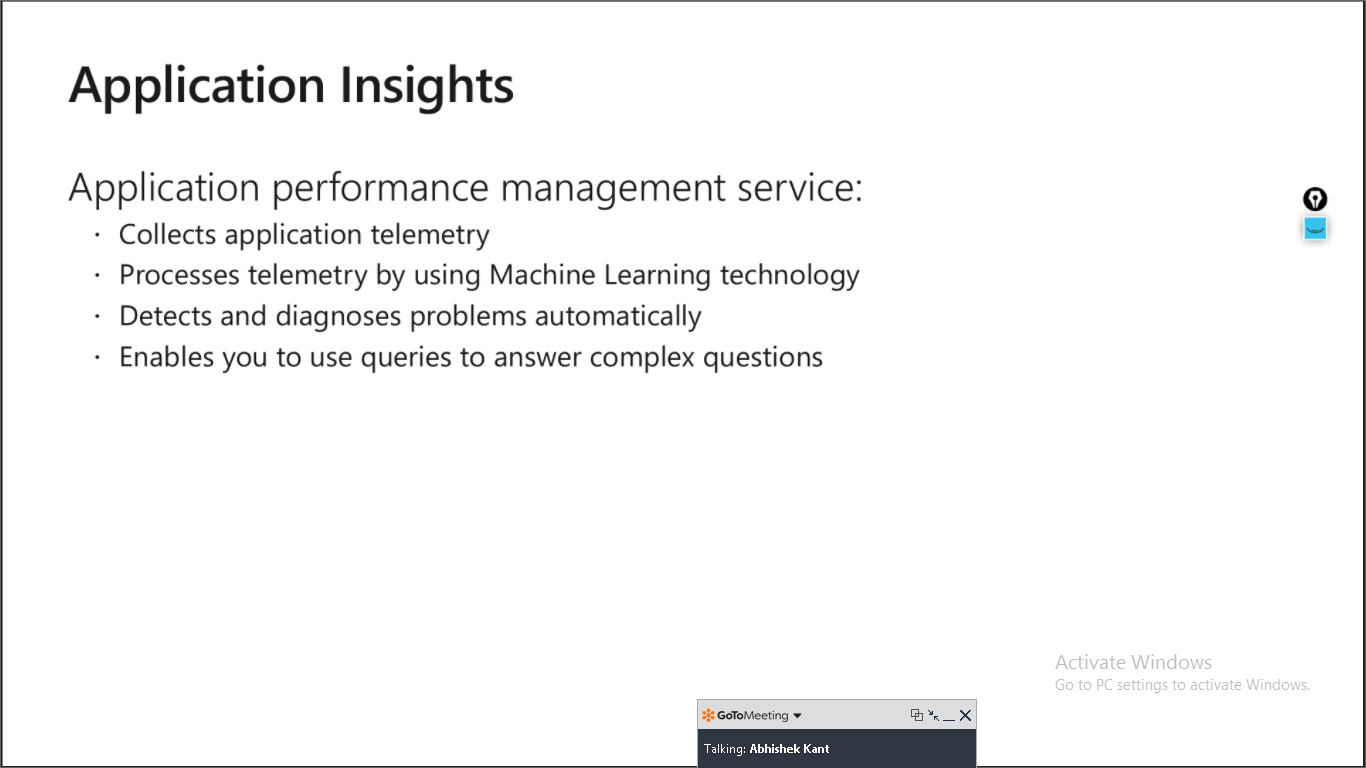 Application Insights
Application performance management service:
· Collects application telemetry
· Processes telemetry by using Machine Learning technology
· Detects and diagnoses problems automatically
· Enables you to use queries to answer complex questions
Activate Windows
Go to PC settings to activate Windows.
GoToMeeting
Talking: Abhishek Kant